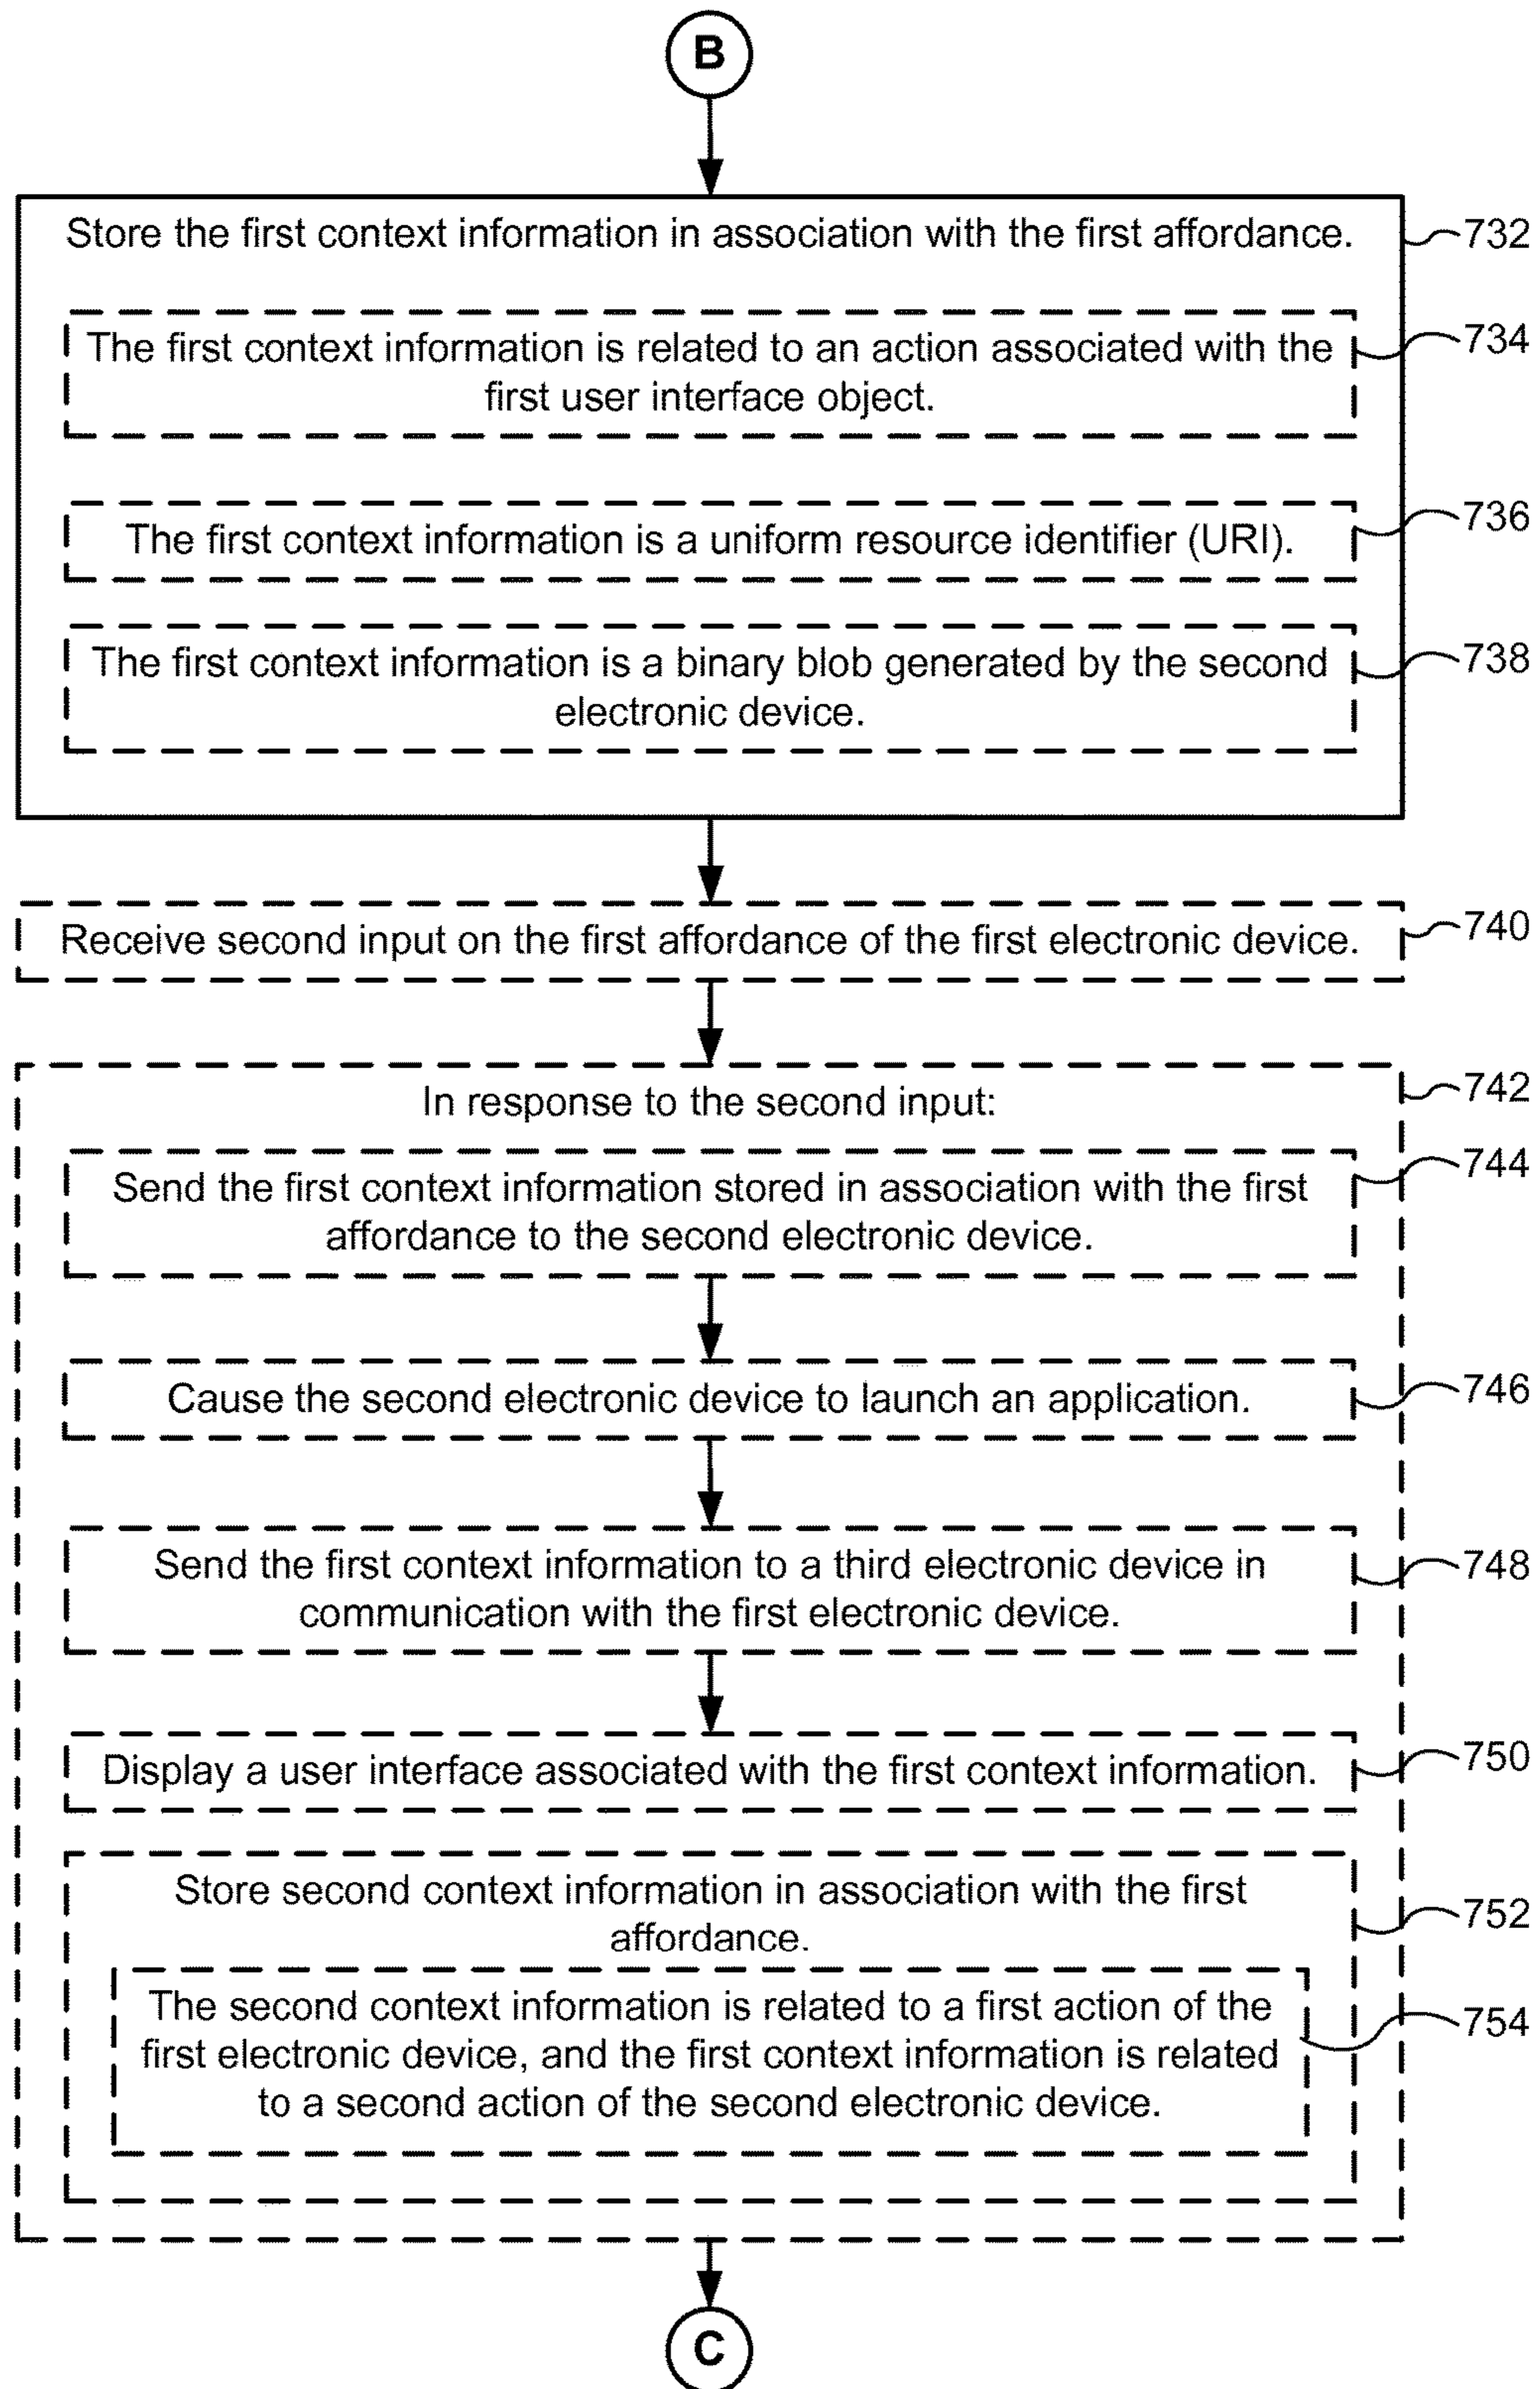 B
Store the first context information in association with the first affordance.
732
The first context information is related to an action associated with the
first user interface object.
734
The first context information is a uniform resource identifier (URI).
736
The first context information is a binary blob generated by the second
electronic device.
738
Receive second input on the first affordance of the first electronic device.
740
In response to the second input:
742
Send the first context information stored in association with the first
affordance to the second electronic device.
744
Cause the second electronic device to launch an application.
746
Send the first context information to a third electronic device in
communication with the first electronic device.
748
Display a user interface associated with the first context information.
750
Store second context information in association with the first
affordance.
752
The second context information is related to a first action of the
first electronic device, and the first context information is related
to a second action of the second electronic device.
754
C